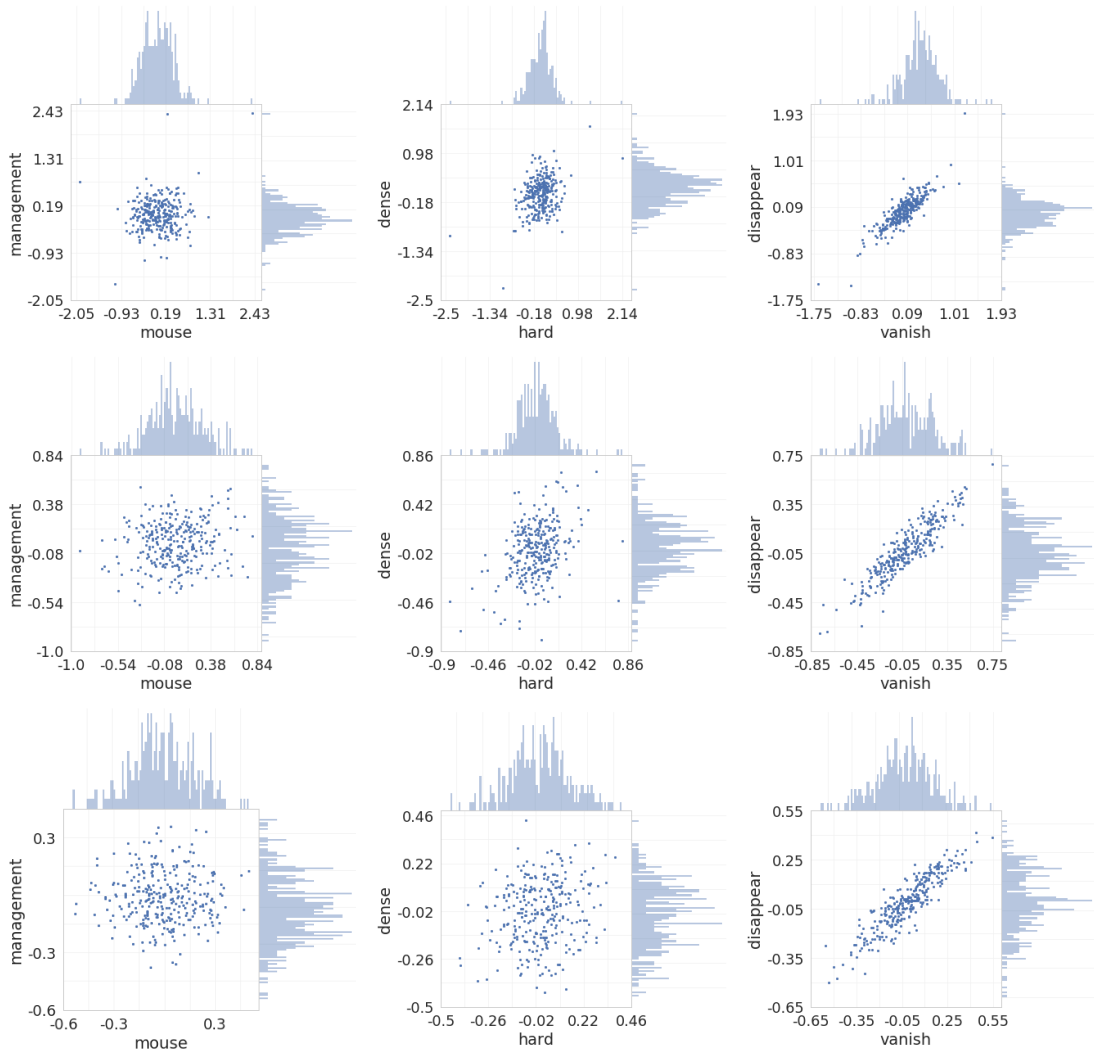 management
2.43
1.31
0.19
-0.93
-2.05
-2.05 -0.93 0.19 1.31 2.43
mouse
dense
2.14
0.98
-0.18
-1.34
-2.5
-2.5 -1.34 -0.18 0.98 2.14
hard
disappear
1.93
1.01
0.09
-0.83
-1.75
-1.75 -0.83 0.09 1.01 1.93
vanish
management
0.84
0.38
-0.08
-0.54
-1.0
-1.0 -0.54 -0.08 0.38 0.84
mouse
dense
0.86
0.42
-0.02
-0.46
-0.9
-0.9 -0.46 -0.02 0.42 0.86
hard
disappear
0.75
0.35
-0.05
-0.45
-0.85
-0.85 -0.45 -0.05 0.35 0.75
vanish
management
0.3
-0.3
-0.6
-0.6 -0.3 0.3
mouse
dense
0.46
0.22
-0.02
-0.26
-0.5
-0.5 -0.26 -0.02 0.22 0.46
hard
disappear
0.55
0.25
-0.05
-0.35
-0.65
-0.65 -0.35 -0.05 0.25 0.55
vanish